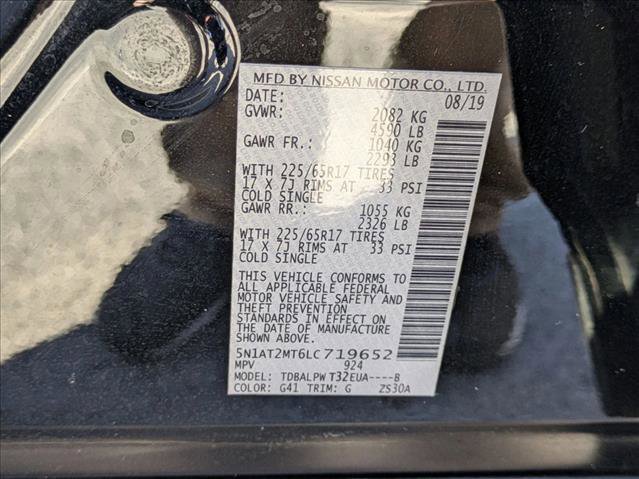 MFD BY NISSAN MOTOR CO., LTD.
DATE: 08/19
GVWR: 2082 KG
4590 LB
GAWR FR.: 1040 KG
2293 LB
WITH 225/65R17 TIRES
17 X 7J RIMS AT 33 PSI
COLD SINGLE
GAWR RR.: 1055 KG
2326 LB
WITH 225/65R17 TIRES
17 X 7J RIMS AT 33 PSI
COLD SINGLE
THIS VEHICLE CONFORMS TO
ALL APPLICABLE FEDERAL
MOTOR VEHICLE SAFETY AND
THEFT PREVENTION
STANDARDS IN EFFECT ON
THE DATE OF MANUFACTURE
SHOWN ABOVE.
5N1AT2MT6LC719652
MPV 924
MODEL: TDBALPW T32EUA----B
COLOR: G41 TRIM: G ZS30A